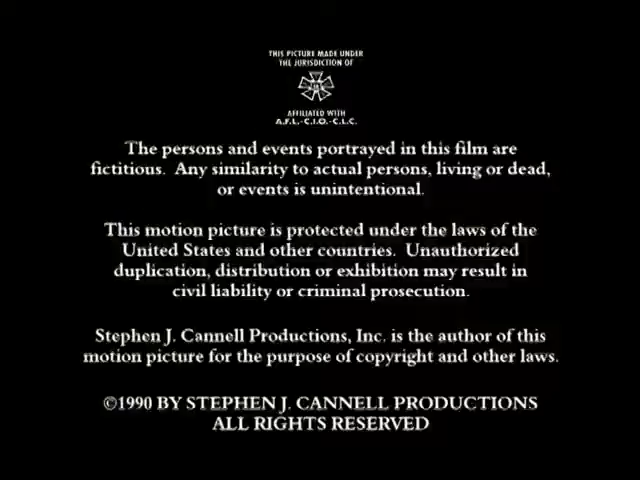 THIS PICTURE MADE UNDER
THE JURISDICTION OF
AFFILIATED WITH
A.F.L.-C.I.O.-C.L.C.
The persons and events portrayed in this film are
fictitious. Any similarity to actual persons, living or dead,
or events is unintentional.
This motion picture is protected under the laws of the
United States and other countries. Unauthorized
duplication, distribution or exhibition may result in
civil liability or criminal prosecution.
Stephen J. Cannell Productions, Inc. is the author of this
motion picture for the purpose of copyright and other laws.
©1990 BY STEPHEN J. CANNELL PRODUCTIONS
ALL RIGHTS RESERVED